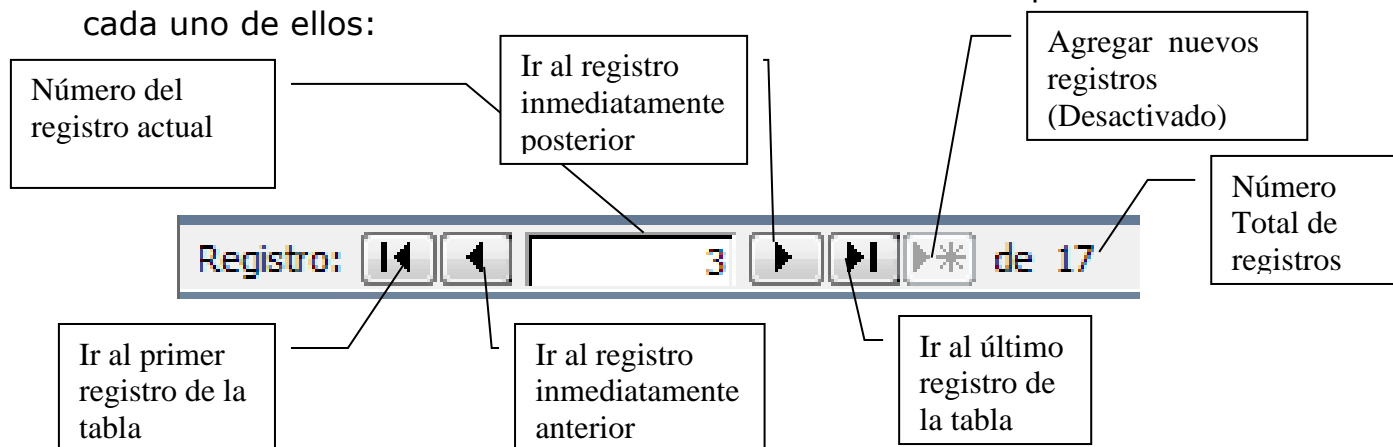 cada uno de ellos:
Número del
registro actual
Ir al registro
inmediatamente
posterior
Agregar nuevos
registros
(Desactivado)
Número
Total de
registros
Registro: 3 de 17
Ir al primer
registro de la
tabla
Ir al registro
inmediatamente
anterior
Ir al último
registro de
la tabla